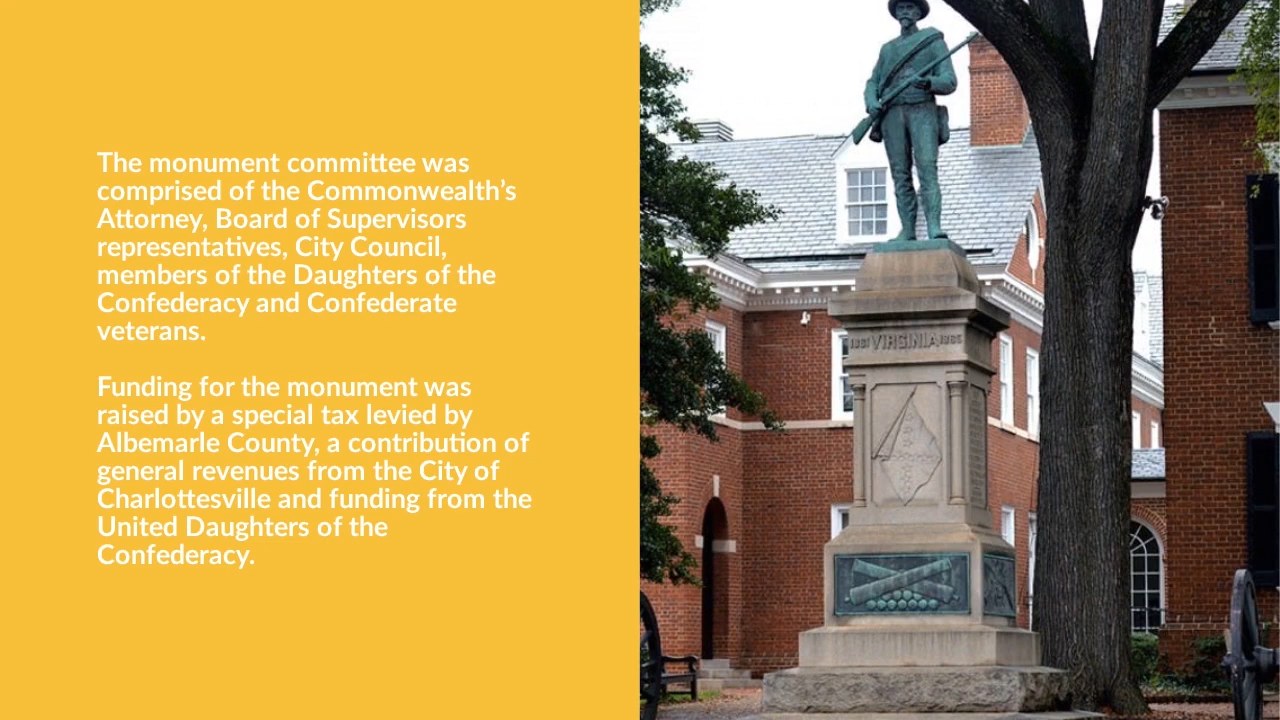 The monument committee was
comprised of the Commonwealth’s
Attorney, Board of Supervisors
representatives, City Council,
members of the Daughters of the
Confederacy and Confederate
veterans.
Funding for the monument was
raised by a special tax levied by
Albemarle County, a contribution of
general revenues from the City of
Charlottesville and funding from the
United Daughters of the
Confederacy.
1861 VIRGINIA 1865